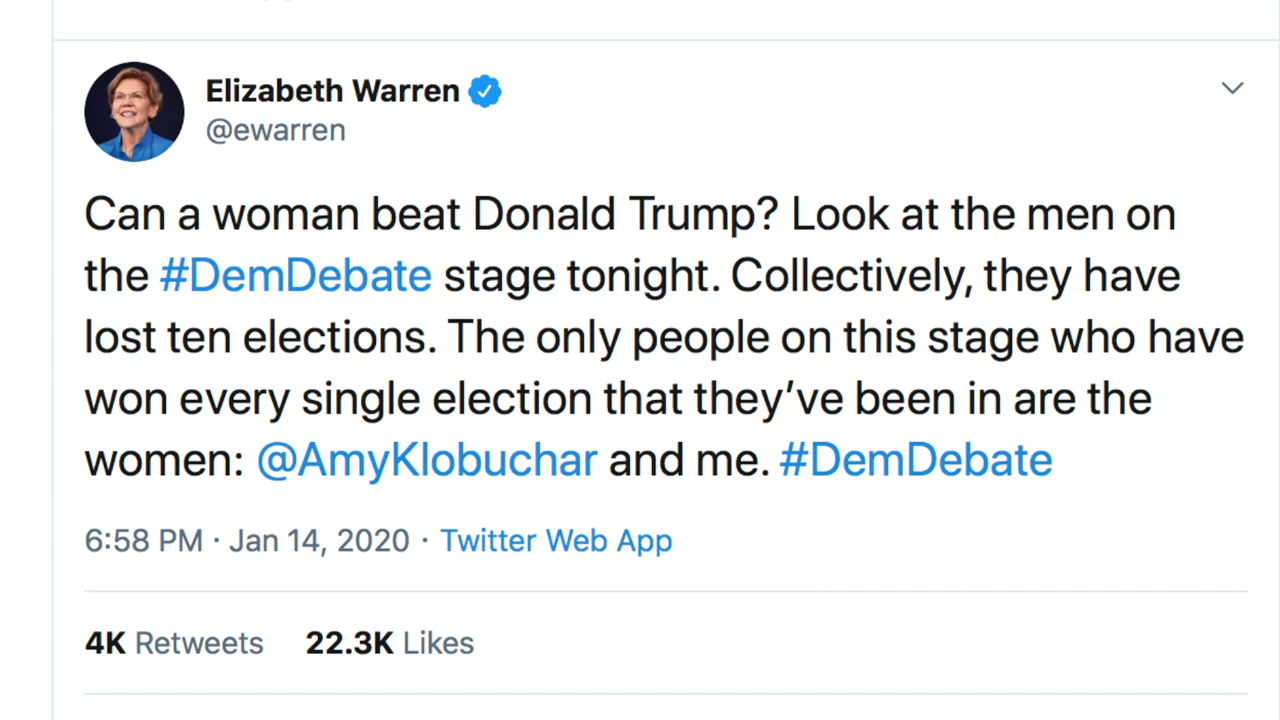 Elizabeth Warren
@ewarren
Can a woman beat Donald Trump? Look at the men on
the #DemDebate stage tonight. Collectively, they have
lost ten elections. The only people on this stage who have
won every single election that they’ve been in are the
women: @AmyKlobuchar and me. #DemDebate
6:58 PM · Jan 14, 2020 · Twitter Web App
4K Retweets 22.3K Likes